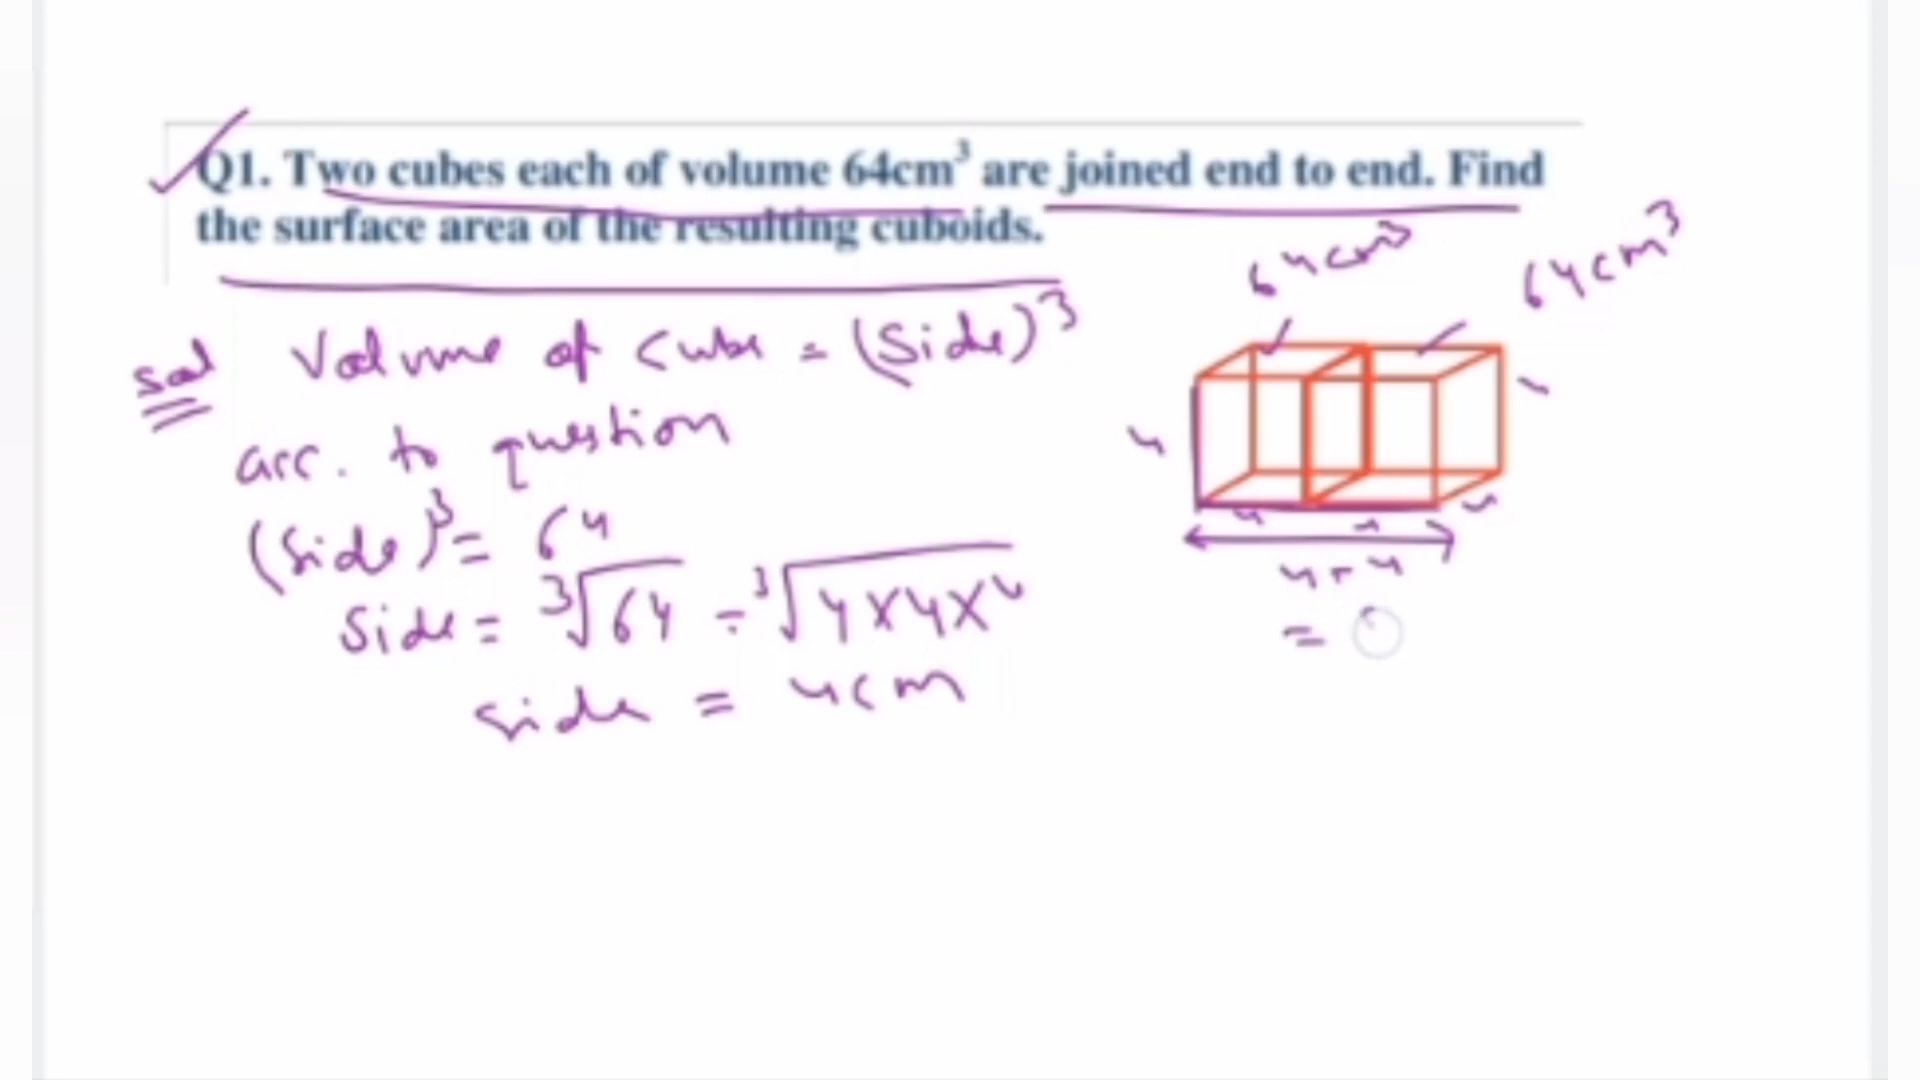 Q1. Two cubes each of volume 64cm³ are joined end to end. Find
the surface area of the resulting cuboids.
64cm³
64cm³
Sol Volume of Cube = (Side)³
acc. to question
(Side)³ = 64
Side = ³√64 = ³√4×4×4
side = 4cm
4
4
4
4
4+4
=